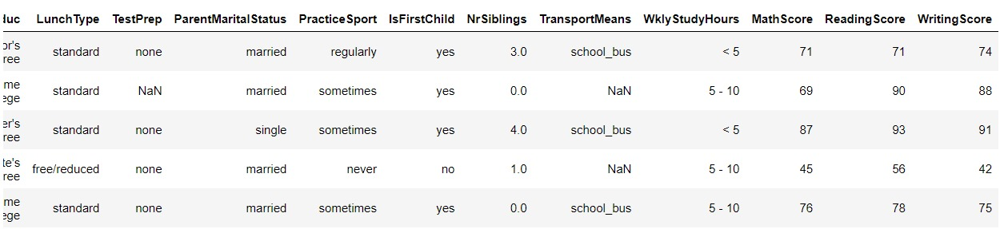 duc LunchType TestPrep ParentMaritalStatus PracticeSport IsFirstChild NrSiblings TransportMeans WklyStudyHours MathScore ReadingScore WritingScore
or's
ree standard none married regularly yes 3.0 school_bus < 5 71 71 74
me
ege standard NaN married sometimes yes 0.0 NaN 5 - 10 69 90 88
er's
ree standard none single sometimes yes 4.0 school_bus < 5 87 93 91
te's
ree free/reduced none married never no 1.0 NaN 5 - 10 45 56 42
me
ege standard none married sometimes yes 0.0 school_bus 5 - 10 76 78 75